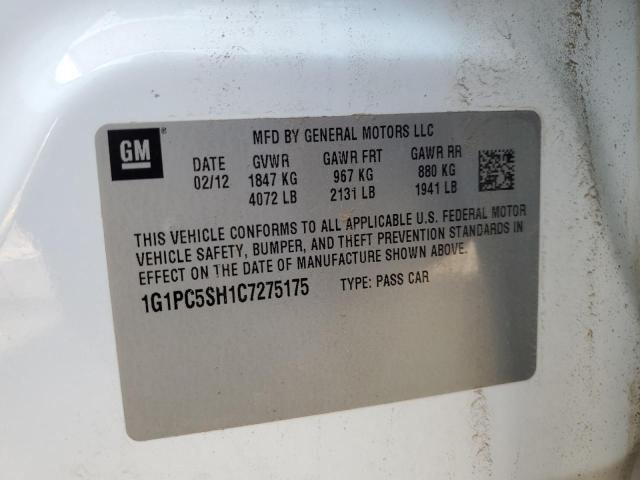 GM® MFD BY GENERAL MOTORS LLC
DATE GVWR GAWR FRT GAWR RR
02/12 1847 KG 967 KG 880 KG
4072 LB 2131 LB 1941 LB
THIS VEHICLE CONFORMS TO ALL APPLICABLE U.S. FEDERAL MOTOR
VEHICLE SAFETY, BUMPER, AND THEFT PREVENTION STANDARDS IN
EFFECT ON THE DATE OF MANUFACTURE SHOWN ABOVE.
1G1PC5SH1C7275175 TYPE: PASS CAR